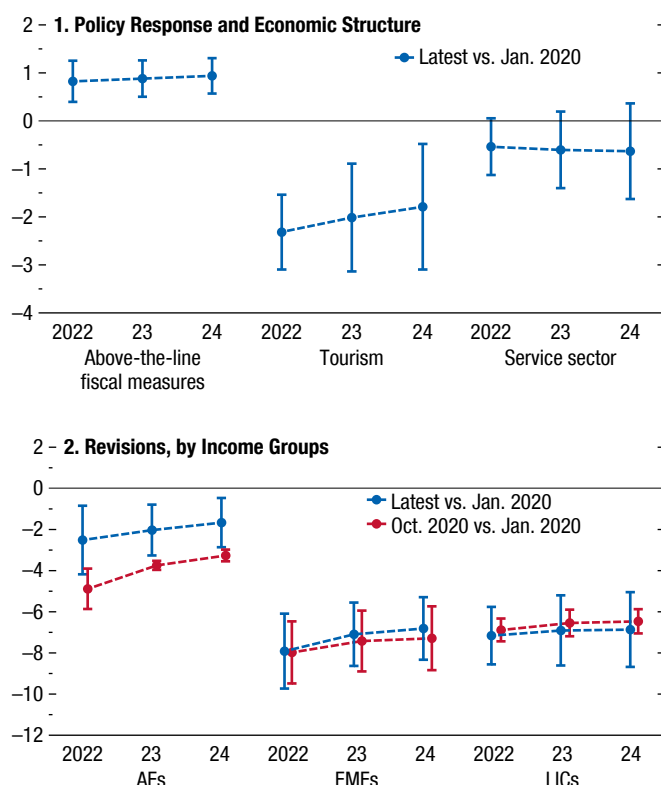 1. Policy Response and Economic Structure
Latest vs. Jan. 2020
2
1
0
–1
–2
–3
–4
2022 23 24 2022 23 24 2022 23 24
Above-the-line fiscal measures Tourism Service sector
2. Revisions, by Income Groups
Latest vs. Jan. 2020
Oct. 2020 vs. Jan. 2020
2
0
–2
–4
–6
–8
–10
–12
2022 23 24 2022 23 24 2022 23 24
AEs EMEs LICs